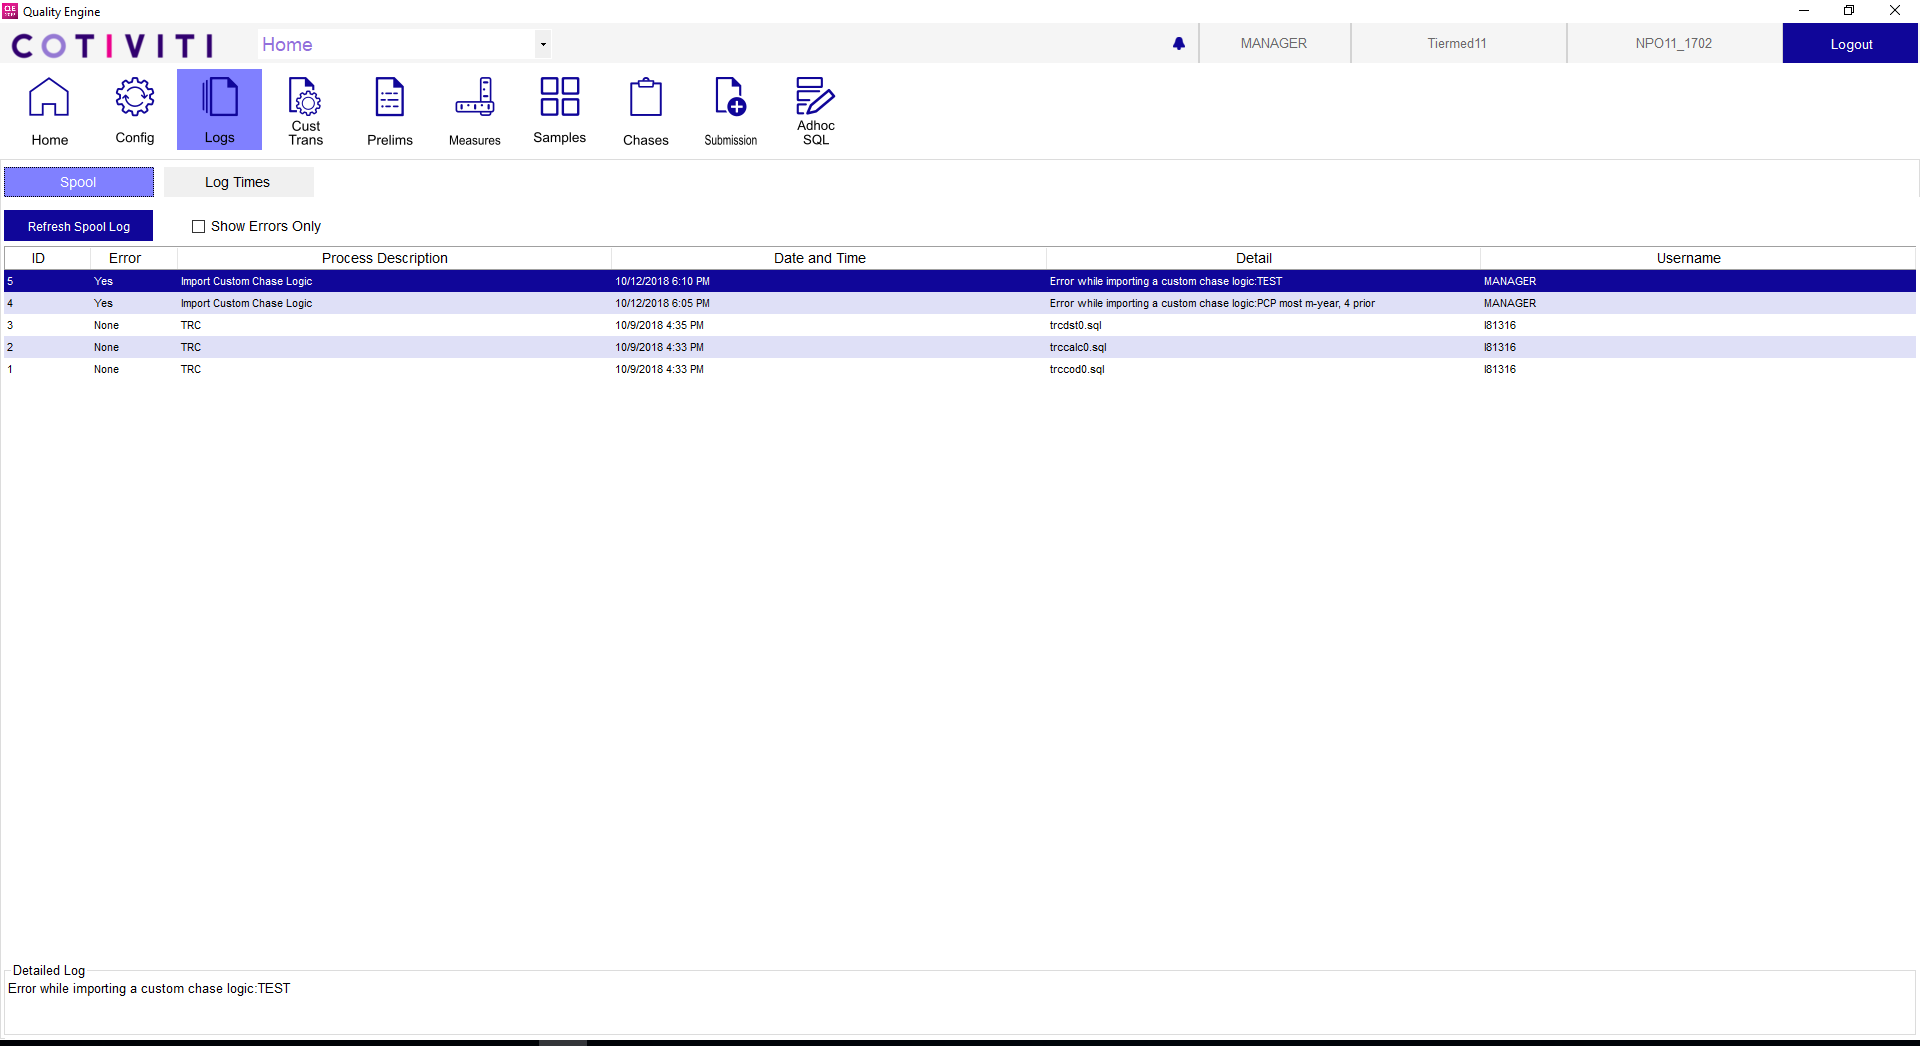 Quality Engine
COTIVITI
Home
MANAGER
Tiermed11
NPO11_1702
Logout
Home
Config
Logs
Cust
Trans
Prelims
Measures
Samples
Chases
Submission
Adhoc
SQL
Spool
Log Times
Refresh Spool Log
Show Errors Only
ID Error Process Description Date and Time Detail Username
5 Yes Import Custom Chase Logic 10/12/2018 6:10 PM Error while importing a custom chase logic:TEST MANAGER
4 Yes Import Custom Chase Logic 10/12/2018 6:05 PM Error while importing a custom chase logic:PCP most m-year, 4 prior MANAGER
3 None TRC 10/9/2018 4:35 PM trcdst0.sql I81316
2 None TRC 10/9/2018 4:33 PM trccalc0.sql I81316
1 None TRC 10/9/2018 4:33 PM trccod0.sql I81316
Detailed Log
Error while importing a custom chase logic:TEST